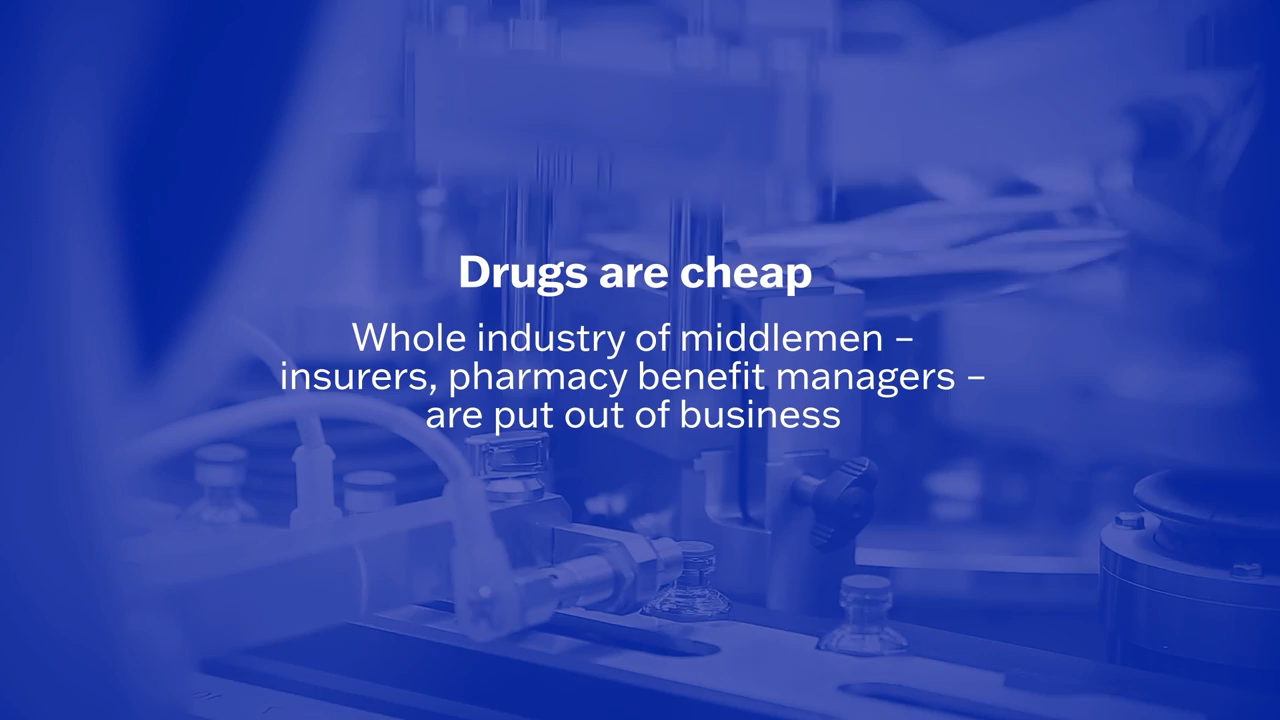 Drugs are cheap
Whole industry of middlemen –
insurers, pharmacy benefit managers –
are put out of business